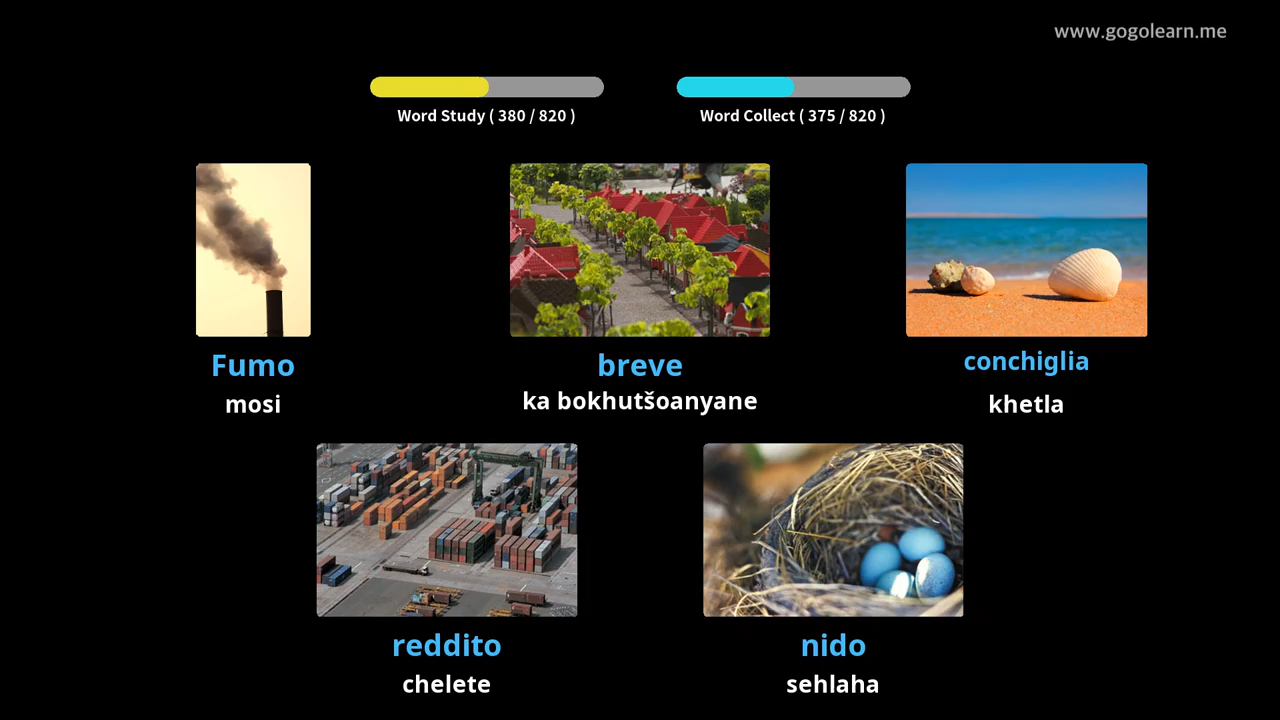 www.gogolearn.me
Word Study ( 380 / 820 )
Word Collect ( 375 / 820 )
Fumo
mosi
breve
ka bokhutšoanyane
conchiglia
khetla
reddito
chelete
nido
sehlaha